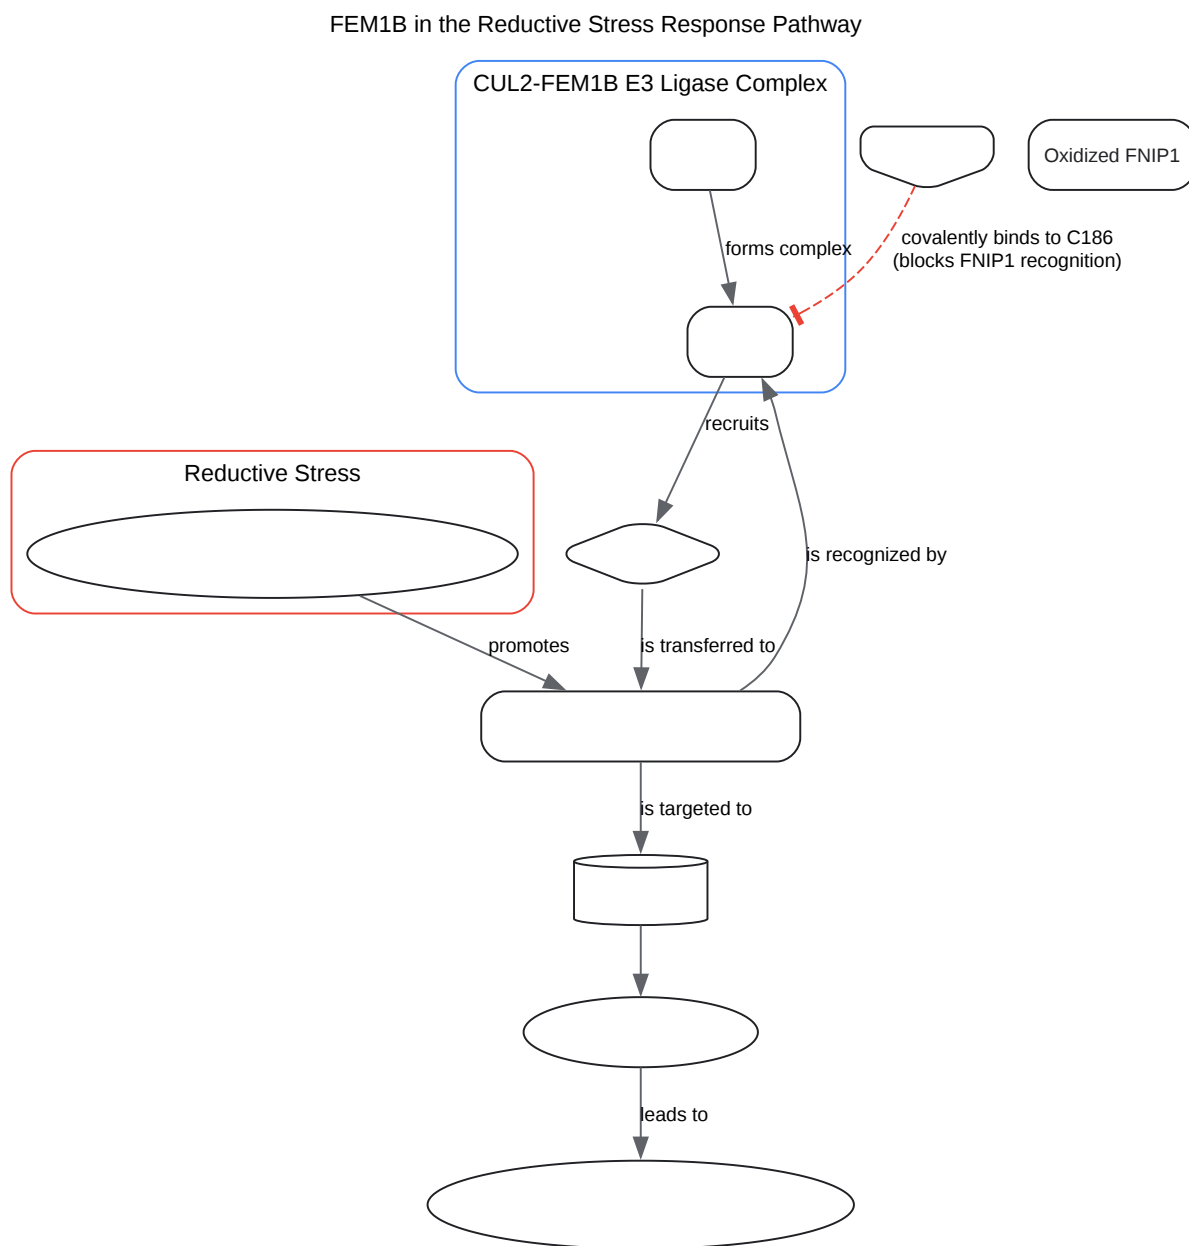 FEM1B in the Reductive Stress Response Pathway
CUL2-FEM1B E3 Ligase Complex
Oxidized FNIP1
forms complex
covalently binds to C186
(blocks FNIP1 recognition)
recruits
Reductive Stress
is recognized by
promotes
is transferred to
is targeted to
leads to